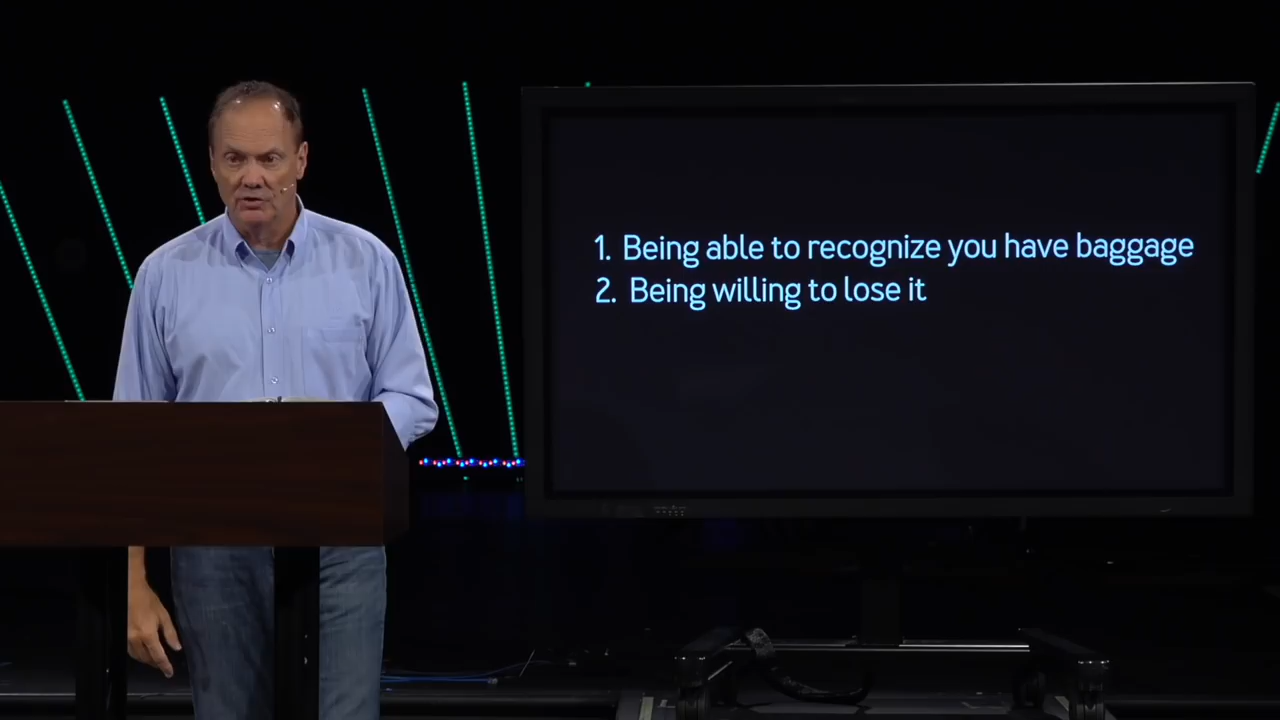 1. Being able to recognize you have baggage
2. Being willing to lose it